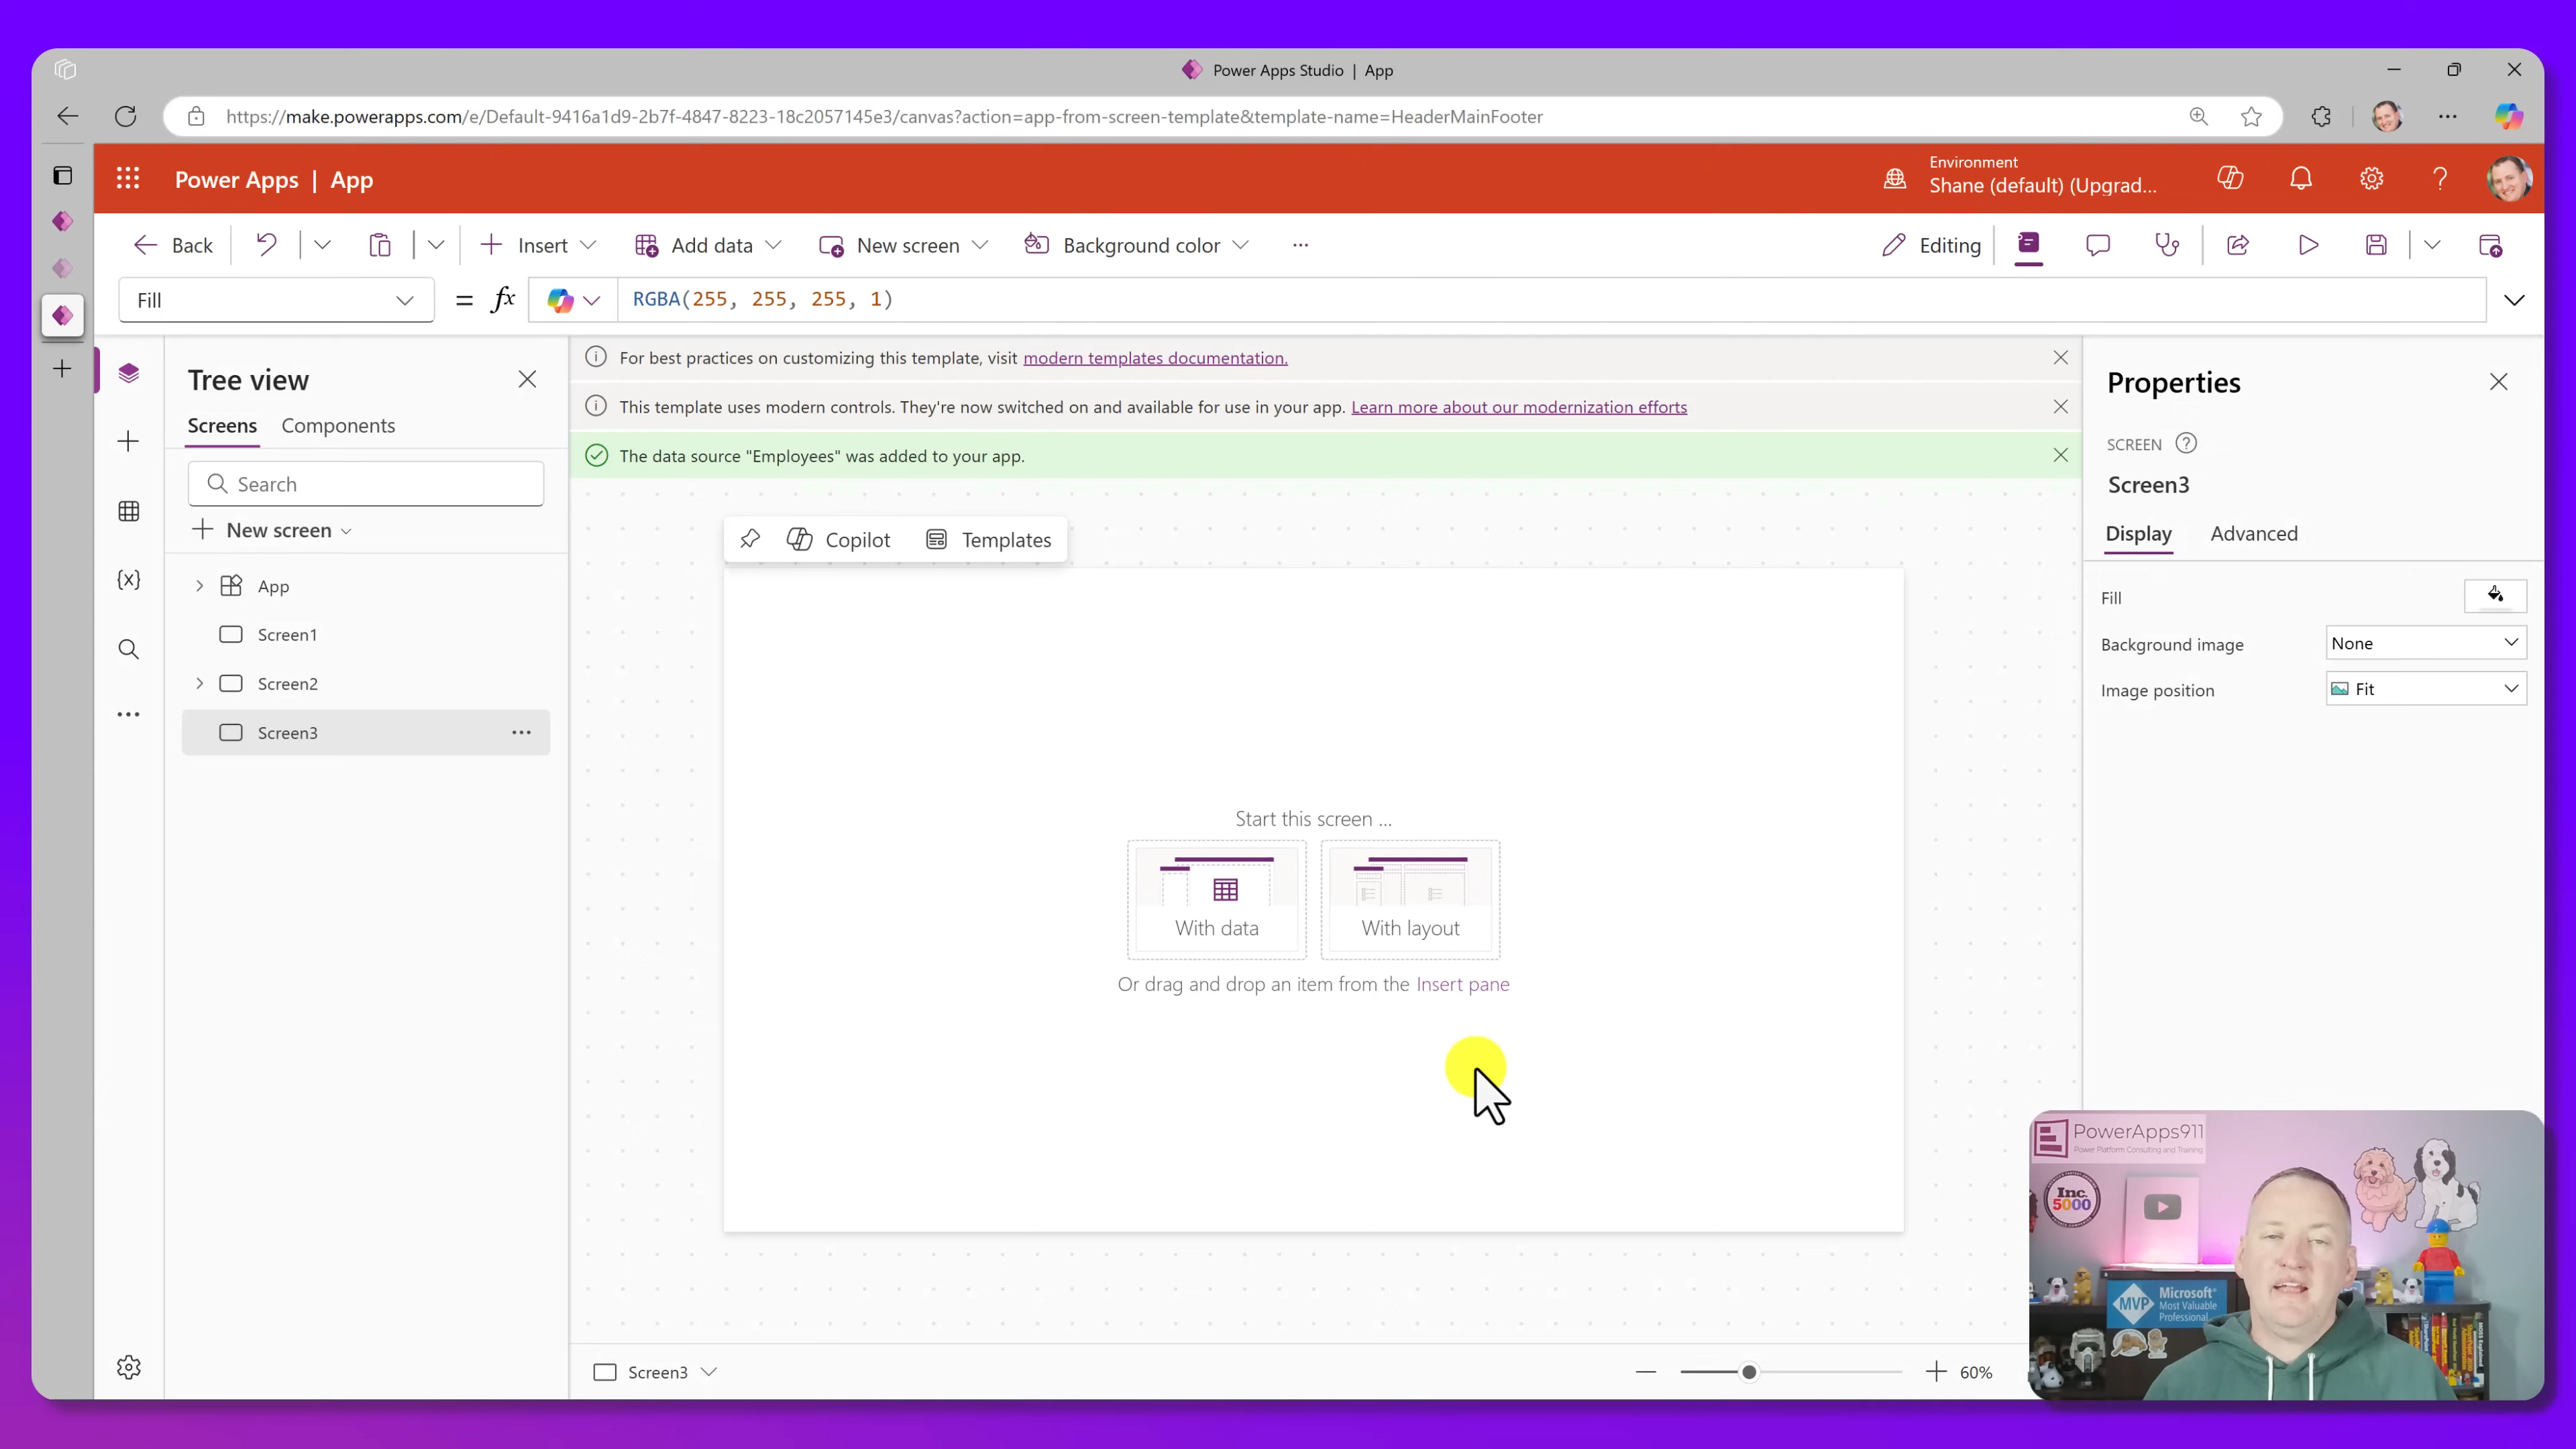 Power Apps Studio | App
https://make.powerapps.com/e/Default-9416a1d9-2b7f-4847-8223-18c2057145e3/canvas?action=app-from-screen-template&template-name=HeaderMainFooter
Power Apps | App
Environment
Shane (default) (Upgrad...
Back
Insert
Add data
New screen
Background color
...
Editing
Fill
= fx
RGBA(255, 255, 255, 1)
Tree view
Screens
Components
Search
New screen
App
Screen1
Screen2
Screen3
For best practices on customizing this template, visit modern templates documentation.
This template uses modern controls. They're now switched on and available for use in your app. Learn more about our modernization efforts
The data source "Employees" was added to your app.
Copilot
Templates
Start this screen ...
With data
With layout
Or drag and drop an item from the Insert pane
Screen3
60%
Properties
SCREEN
Screen3
Display
Advanced
Fill
Background image
None
Image position
Fit
PowerApps911
Power Platform Consulting and Training
Inc.
5000
MVP
Microsoft®
Most Valuable
Professional